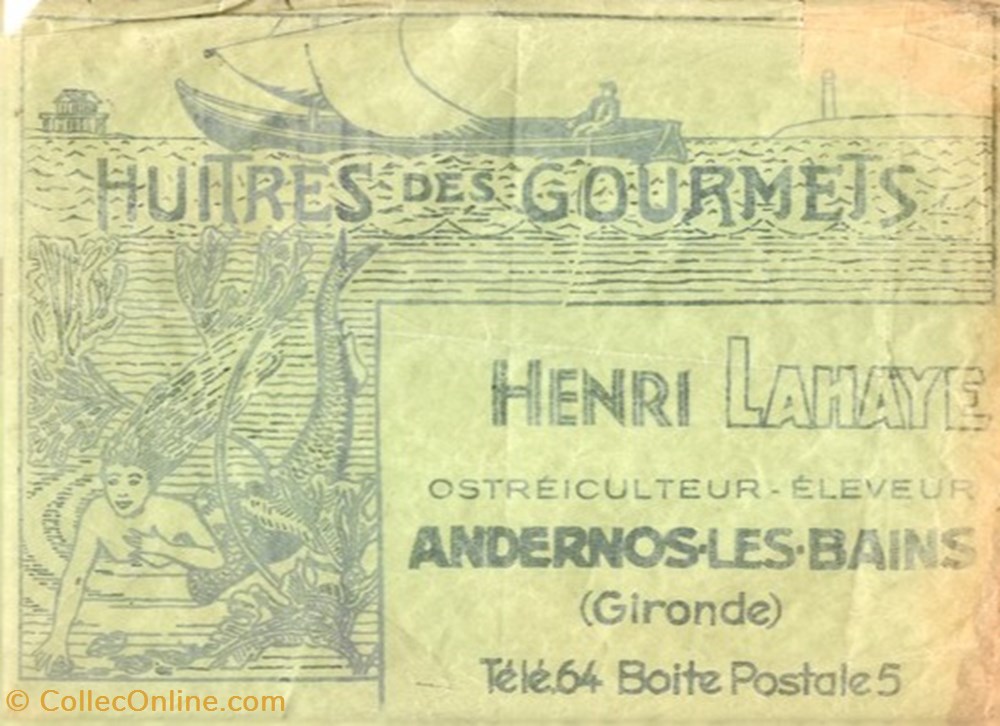 HUITRES DES GOURMETS
HENRI LAHAYE
OSTRÉICULTEUR - ÉLEVEUR
ANDERNOS·LES·BAINS
(Gironde)
Télé.64 Boite Postale 5
© CollecOnline.com